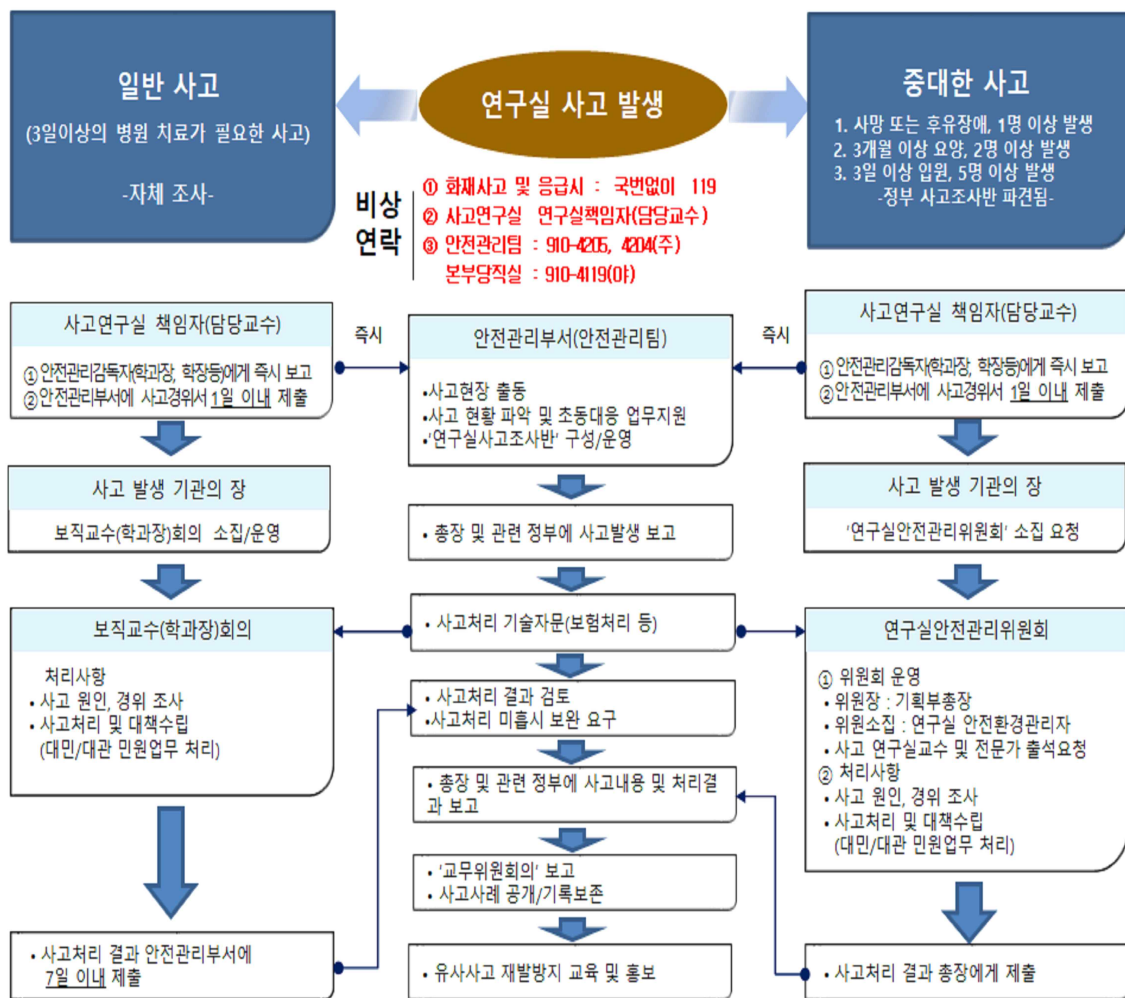 일반 사고
(3일이상의 병원 치료가 필요한 사고)
-자체 조사-
연구실 사고 발생
중대한 사고
1. 사망 또는 후유장애, 1명 이상 발생
2. 3개월 이상 요양, 2명 이상 발생
3. 3일 이상 입원, 5명 이상 발생
-정부 사고조사반 파견됨-
비상
연락
① 화재사고 및 응급시 : 국번없이 119
② 사고연구실 연구실책임자(담당교수)
③ 안전관리팀 : 910-4205, 4204(주)
본부당직실 : 910-4119(야)
사고연구실 책임자(담당교수)
① 안전관리감독자(학과장, 학장등)에게 즉시 보고
② 안전관리부서에 사고경위서 1일 이내 제출
즉시
안전관리부서(안전관리팀)
•사고현장 출동
•사고 현황 파악 및 초동대응 업무지원
•'연구실사고조사반' 구성/운영
즉시
사고연구실 책임자(담당교수)
① 안전관리감독자(학과장, 학장등)에게 즉시 보고
② 안전관리부서에 사고경위서 1일 이내 제출
사고 발생 기관의 장
보직교수(학과장)회의 소집/운영
• 총장 및 관련 정부에 사고발생 보고
사고 발생 기관의 장
'연구실안전관리위원회' 소집 요청
보직교수(학과장)회의
처리사항
• 사고 원인, 경위 조사
• 사고처리 및 대책수립
(대민/대관 민원업무 처리)
• 사고처리 기술자문(보험처리 등)
• 사고처리 결과 검토
•사고처리 미흡시 보완 요구
• 총장 및 관련 정부에 사고내용 및 처리결
과 보고
• '교무위원회의' 보고
• 사고사례 공개/기록보존
• 유사사고 재발방지 교육 및 홍보
연구실안전관리위원회
① 위원회 운영
• 위원장 : 기획부총장
• 위원소집 : 연구실 안전환경관리자
• 사고 연구실교수 및 전문가 출석요청
② 처리사항
• 사고 원인, 경위 조사
• 사고처리 및 대책수립
(대민/대관 민원업무 처리)
• 사고처리 결과 안전관리부서에
7일 이내 제출
• 사고처리 결과 총장에게 제출